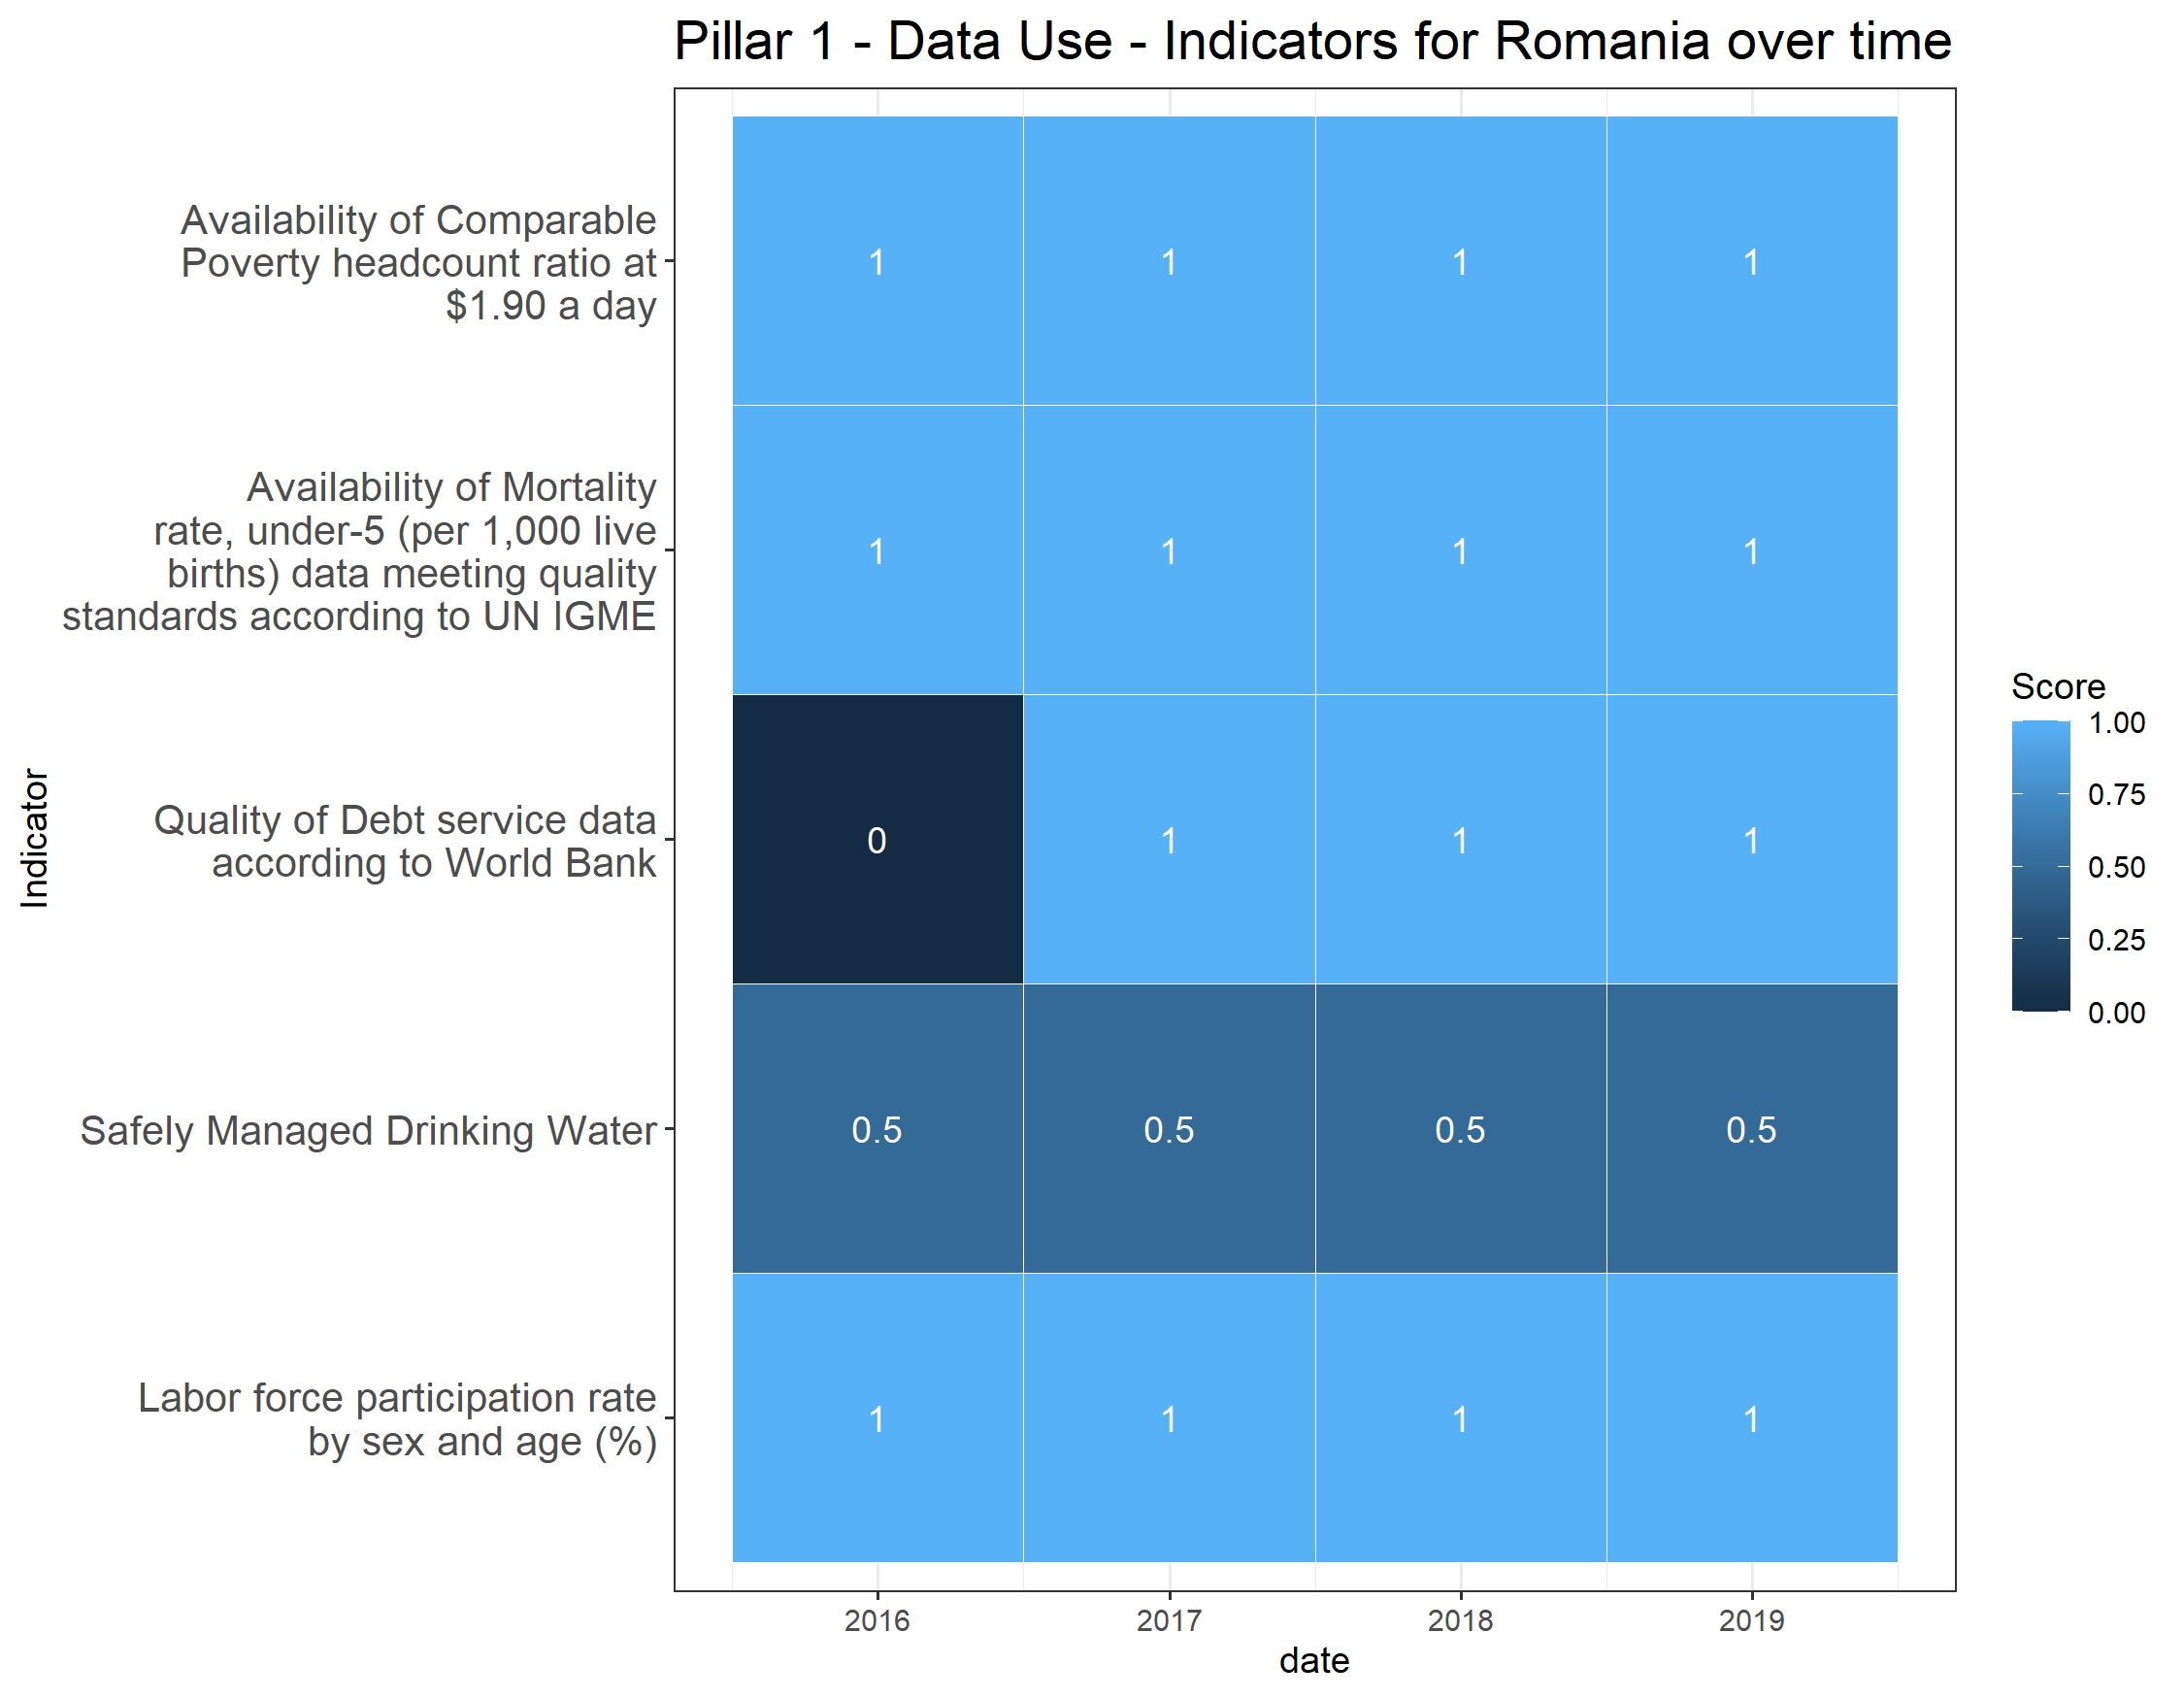 Pillar 1 - Data Use - Indicators for Romania over time
Indicator
Availability of Comparable
Poverty headcount ratio at
$1.90 a day
1 1 1 1
Availability of Mortality
rate, under-5 (per 1,000 live
births) data meeting quality
standards according to UN IGME
1 1 1 1
Quality of Debt service data
according to World Bank
0 1 1 1
Safely Managed Drinking Water
0.5 0.5 0.5 0.5
Labor force participation rate
by sex and age (%)
1 1 1 1
2016 2017 2018 2019
date
Score
1.00
0.75
0.50
0.25
0.00